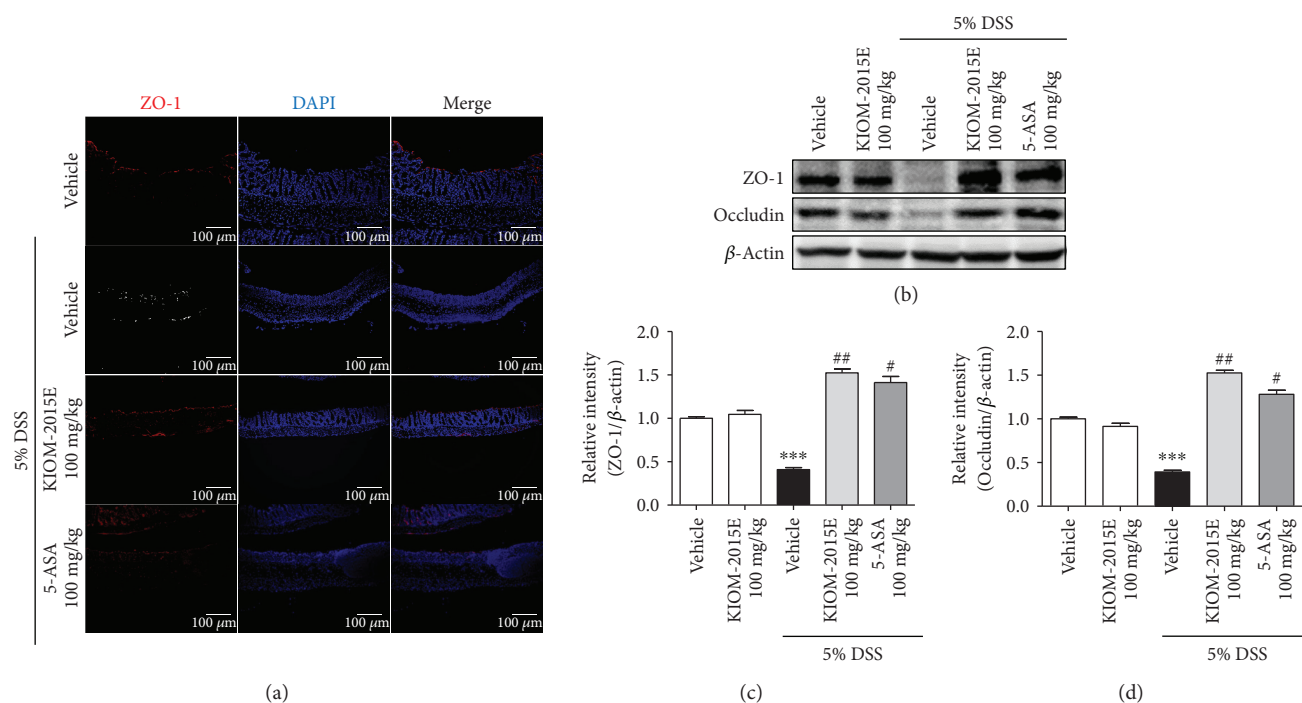 ZO-1
DAPI
Merge
Vehicle
100 μm
100 μm
100 μm
5% DSS
Vehicle
100 μm
100 μm
100 μm
KIOM-2015E
100 mg/kg
100 μm
100 μm
100 μm
5-ASA
100 mg/kg
100 μm
100 μm
100 μm
(a)
5% DSS
Vehicle
KIOM-2015E
100 mg/kg
Vehicle
KIOM-2015E
100 mg/kg
5-ASA
100 mg/kg
ZO-1
Occludin
β-Actin
(b)
Relative intensity
(ZO-1/β-actin)
2.0
1.5
1.0
0.5
0.0
***
##
#
Vehicle
KIOM-2015E
100 mg/kg
Vehicle
KIOM-2015E
100 mg/kg
5-ASA
100 mg/kg
5% DSS
(c)
Relative intensity
(Occludin/β-actin)
2.0
1.5
1.0
0.5
0.0
***
##
#
Vehicle
KIOM-2015E
100 mg/kg
Vehicle
KIOM-2015E
100 mg/kg
5-ASA
100 mg/kg
5% DSS
(d)